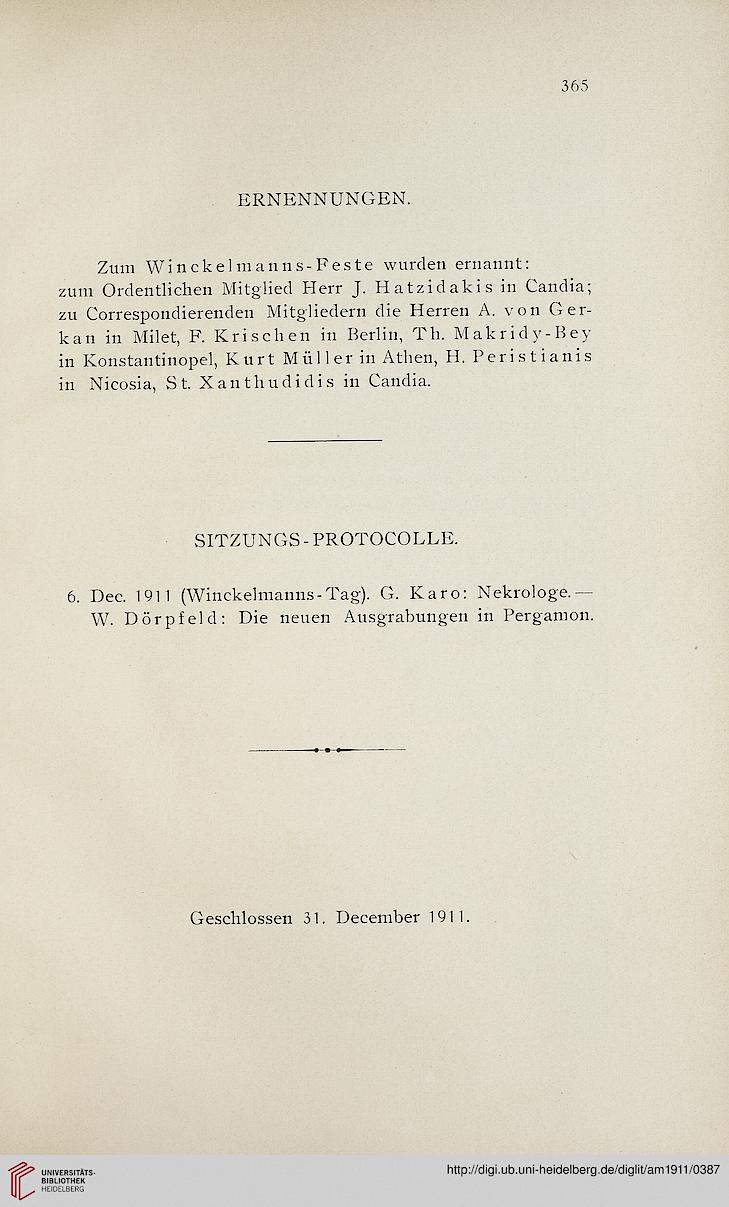 365
ERNENNUNGEN.
Zum Winckelmanns-Feste wurden ernannt:
zum Ordentlichen Mitglied Herr J. Hatzidakis in Candia;
zu Correspondierenden Mitgliedern die Herren A. von Ger-
kan in Milet, F. Krischen in Berlin, Th. Makridy-Bey
in Konstantinopel, Kurt Müller in Athen, H. Peristianis
in Nicosia, St. Xanthudidis in Candia.
SITZUNGS-PROTOCOLLE.
6. Dec. 1911 (Winckelmanns-Tag). G. Karo: Nekrologe. —
W. Dörpfeld: Die neuen Ausgrabungen in Pergamon.
Geschlossen 31. December 1911.
UNIVERSITÄTS-
BIBLIOTHEK
HEIDELBERG
http://digi.ub.uni-heidelberg.de/diglit/am1911/0387